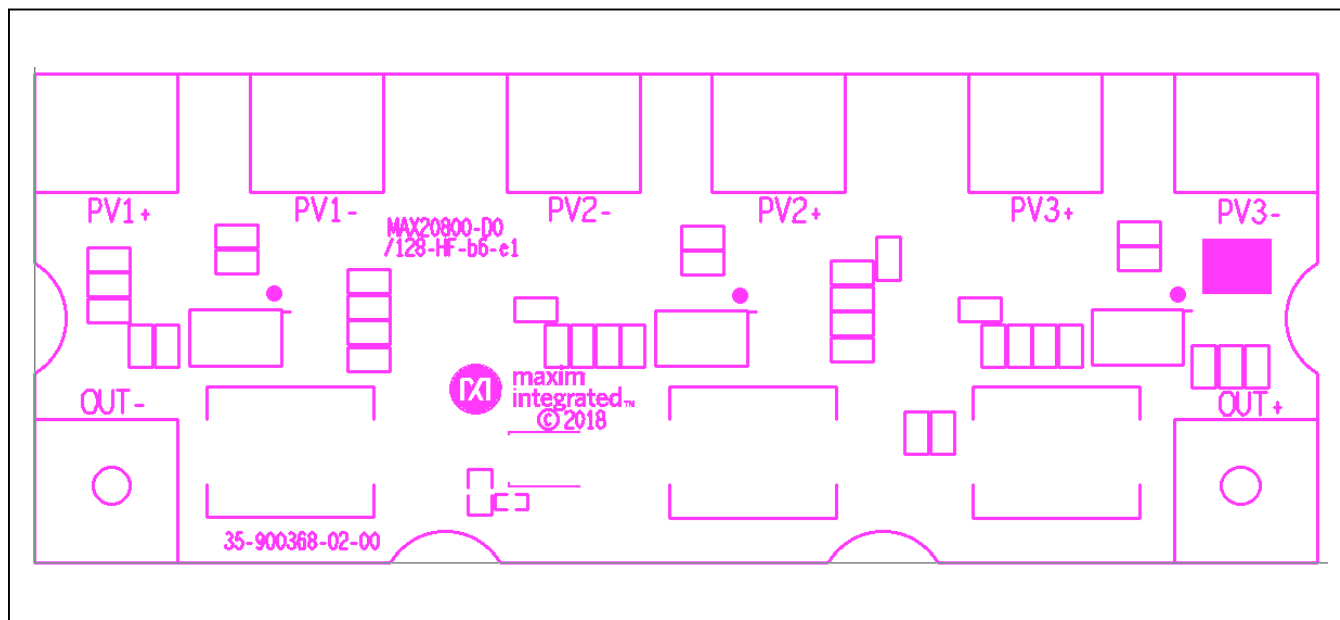 PV1+ PV1- PV2- PV2+ PV3+ PV3-
MAX20800-D0
/128-HF-b6-e1
OUT-
maxim
integrated™
© 2018
OUT+
35-900368-02-00